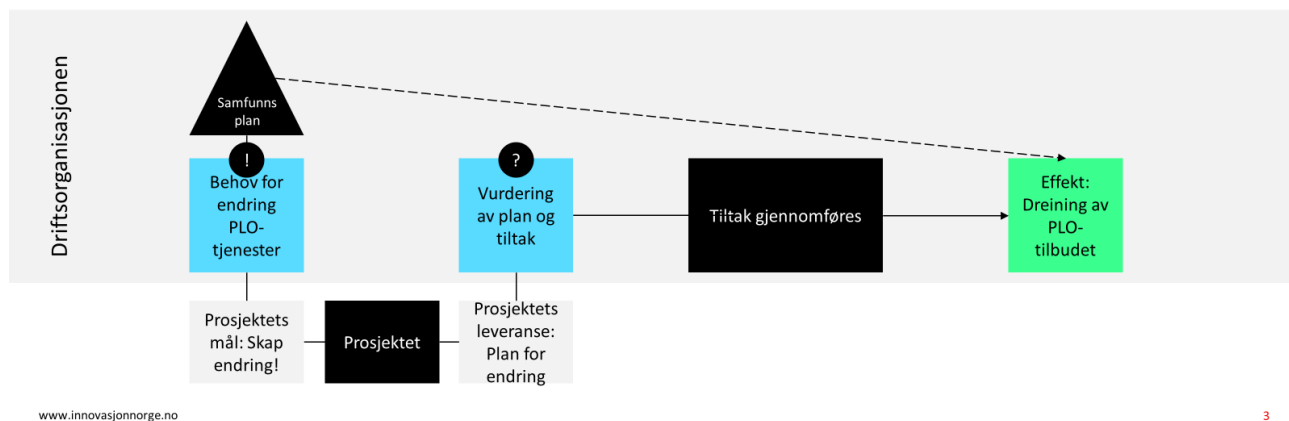 Driftsorganisasjonen
Samfunns
plan
!
Behov for
endring
PLO-
tjenester
?
Vurdering
av plan og
tiltak
Tiltak gjennomføres
Effekt:
Dreining av
PLO-
tilbudet
Prosjektets
mål: Skap
endring!
Prosjektet
Prosjektets
leveranse:
Plan for
endring
www.innovasjonnorge.no
3